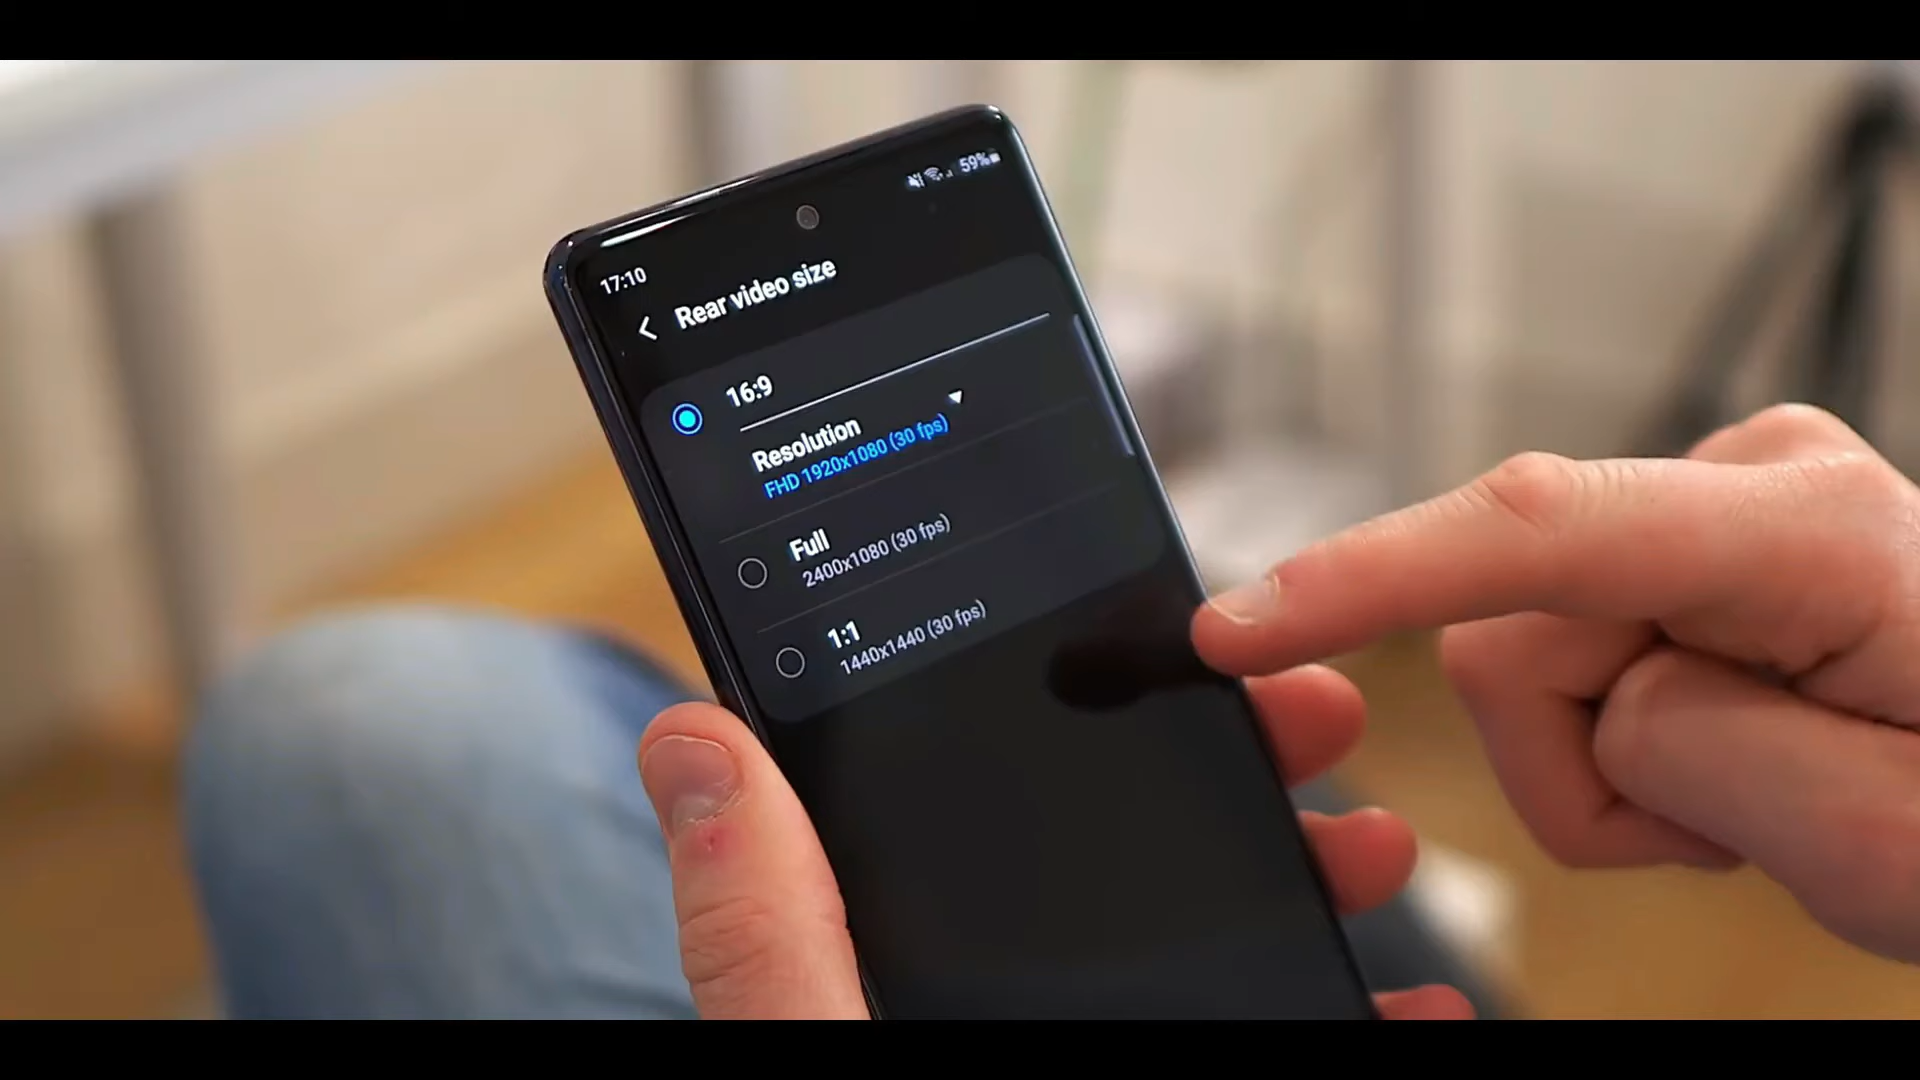 59%
17:10
Rear video size
16:9
Resolution
FHD 1920x1080 (30 fps)
Full
2400x1080 (30 fps)
1:1
1440x1440 (30 fps)